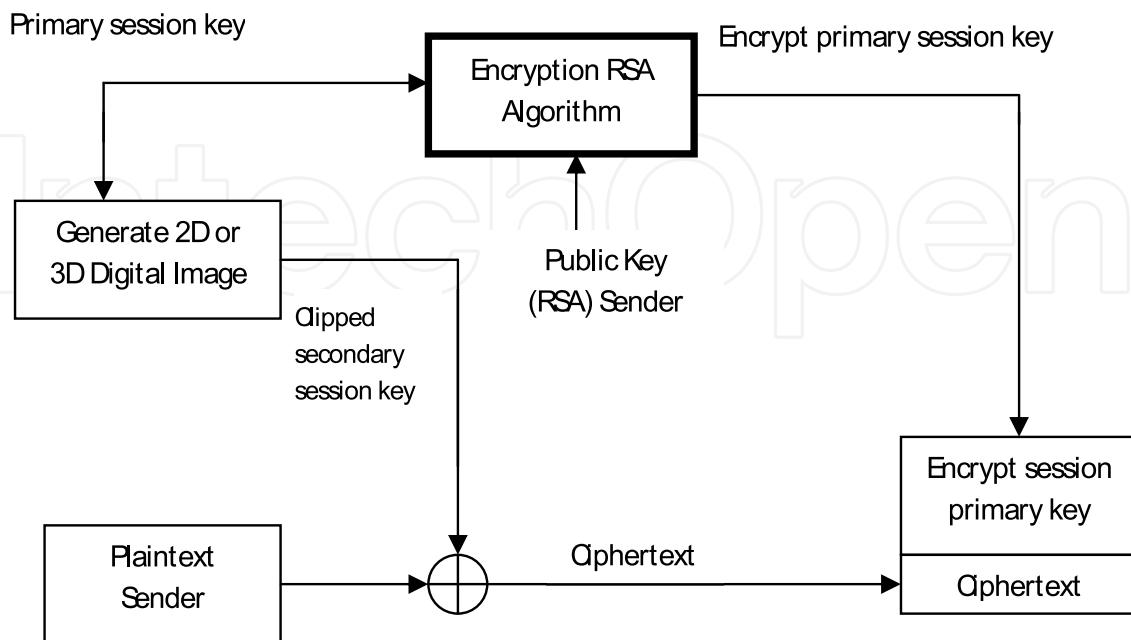 Primary session key
Encryption RSA
Algorithm
Encrypt primary session key
Generate 2D or
3D Digital Image
Public Key
(RSA) Sender
Clipped
secondary
session key
Encrypt session
primary key
Plaintext
Sender
Ciphertext
Ciphertext
IntechOpen